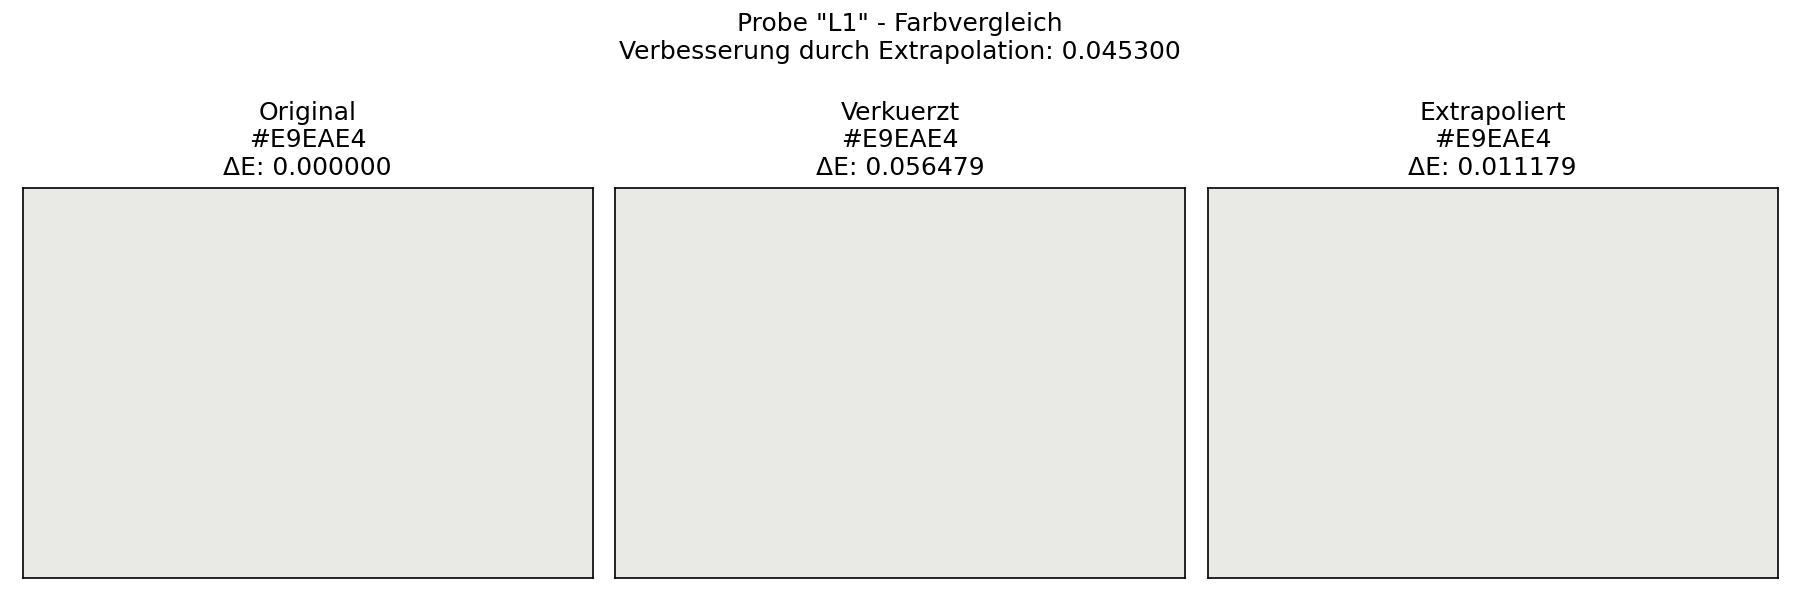 Probe "L1" - Farbvergleich
Verbesserung durch Extrapolation: 0.045300
Original
#E9EAE4
ΔE: 0.000000
Verkuerzt
#E9EAE4
ΔE: 0.056479
Extrapoliert
#E9EAE4
ΔE: 0.011179